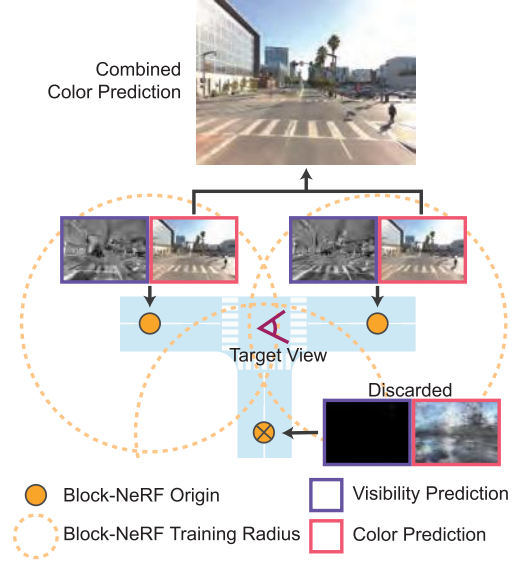 Combined
Color Prediction
Target View
Discarded
Block-NeRF Origin
Visibility Prediction
Block-NeRF Training Radius
Color Prediction